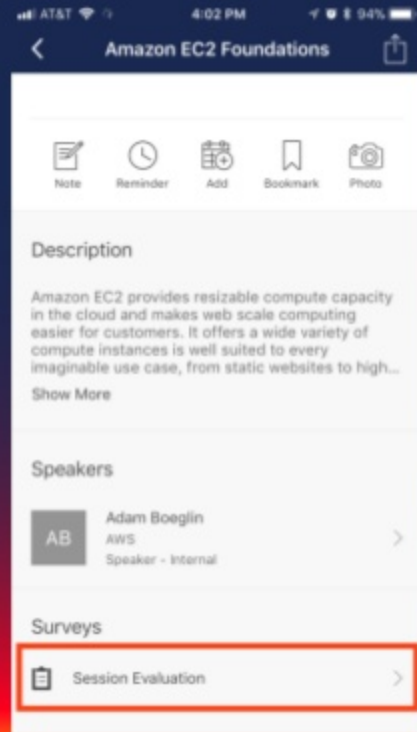 AT&T 4:02 PM 94%
Amazon EC2 Foundations
Note Reminder Add Bookmark Photo
Description
Amazon EC2 provides resizable compute capacity
in the cloud and makes web scale computing
easier for customers. It offers a wide variety of
compute instances is well suited to every
imaginable use case, from static websites to high...
Show More
Speakers
AB
Adam Boeglin
AWS
Speaker - Internal
Surveys
Session Evaluation